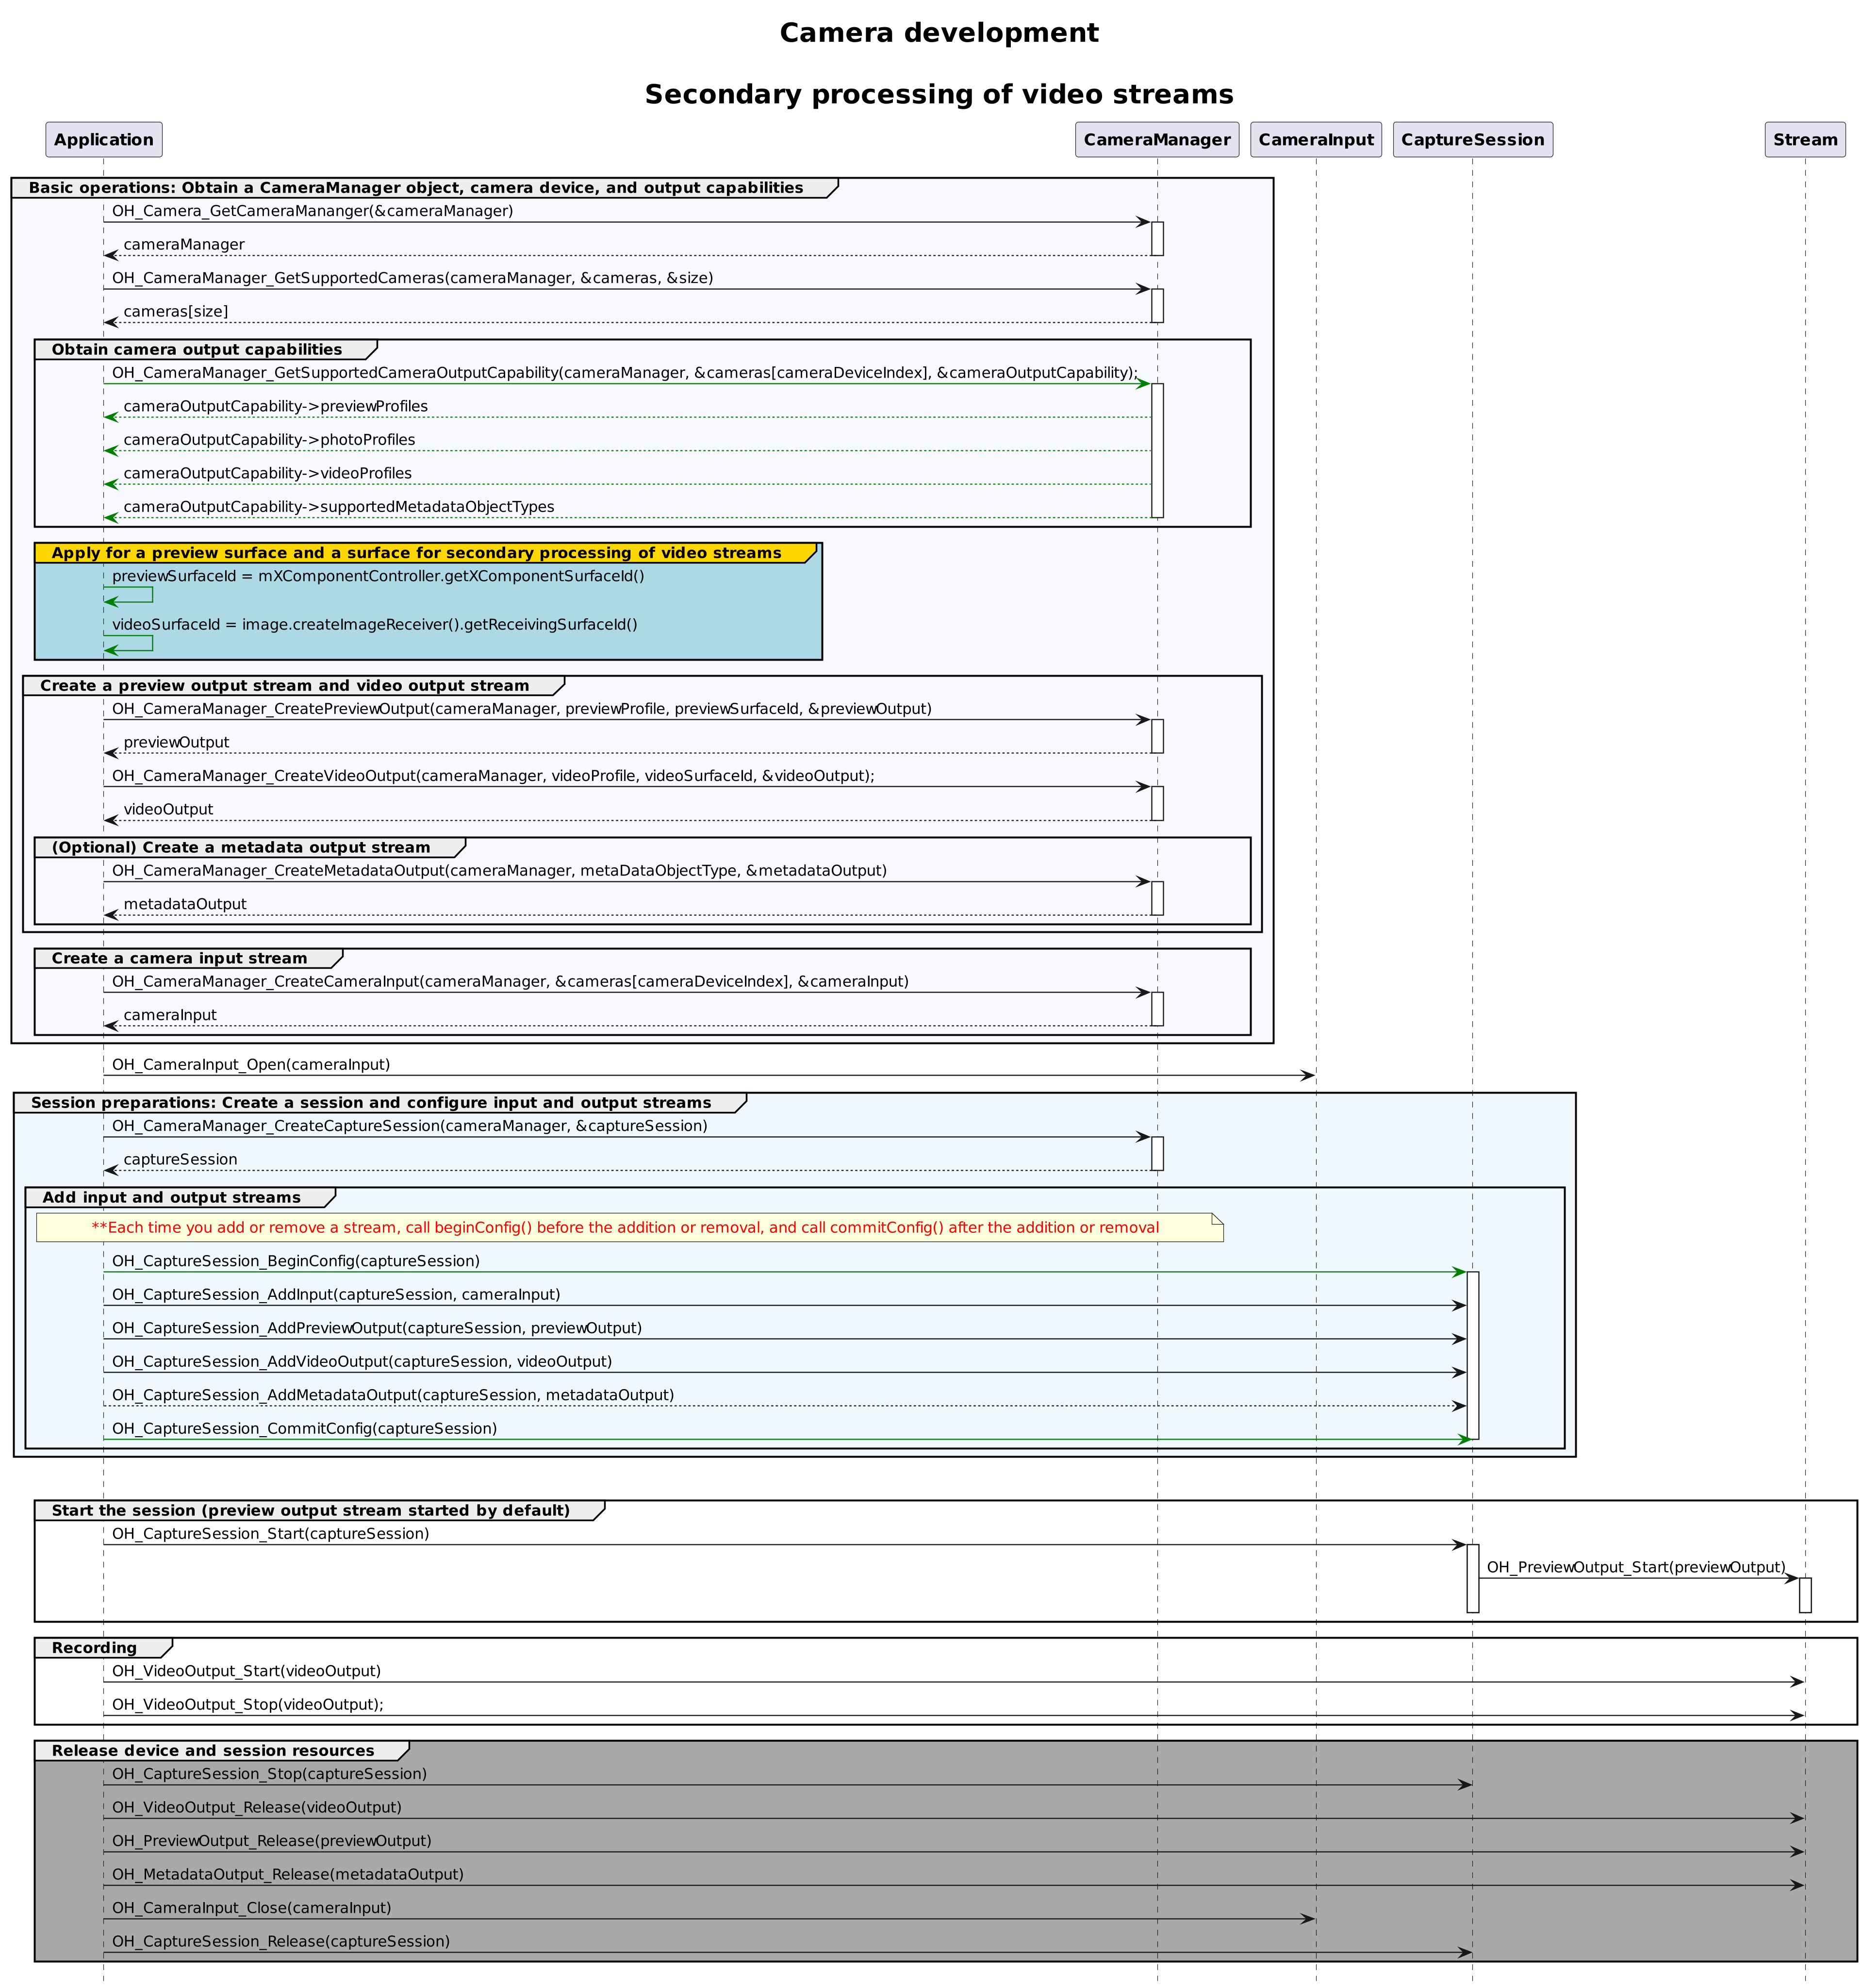 Camera development
Secondary processing of video streams
Application
CameraManager
CameraInput
CaptureSession
Stream
Basic operations: Obtain a CameraManager object, camera device, and output capabilities
OH_Camera_GetCameraMananger(&cameraManager)
cameraManager
OH_CameraManager_GetSupportedCameras(cameraManager, &cameras, &size)
cameras[size]
Obtain camera output capabilities
OH_CameraManager_GetSupportedCameraOutputCapability(cameraManager, &cameras[cameraDeviceIndex], &cameraOutputCapability);
cameraOutputCapability->previewProfiles
cameraOutputCapability->photoProfiles
cameraOutputCapability->videoProfiles
cameraOutputCapability->supportedMetadataObjectTypes
Apply for a preview surface and a surface for secondary processing of video streams
previewSurfaceId = mXComponentController.getXComponentSurfaceId()
videoSurfaceId = image.createImageReceiver().getReceivingSurfaceId()
Create a preview output stream and video output stream
OH_CameraManager_CreatePreviewOutput(cameraManager, previewProfile, previewSurfaceId, &previewOutput)
previewOutput
OH_CameraManager_CreateVideoOutput(cameraManager, videoProfile, videoSurfaceId, &videoOutput);
videoOutput
(Optional) Create a metadata output stream
OH_CameraManager_CreateMetadataOutput(cameraManager, metaDataObjectType, &metadataOutput)
metadataOutput
Create a camera input stream
OH_CameraManager_CreateCameraInput(cameraManager, &cameras[cameraDeviceIndex], &cameraInput)
cameraInput
OH_CameraInput_Open(cameraInput)
Session preparations: Create a session and configure input and output streams
OH_CameraManager_CreateCaptureSession(cameraManager, &captureSession)
captureSession
Add input and output streams
**Each time you add or remove a stream, call beginConfig() before the addition or removal, and call commitConfig() after the addition or removal
OH_CaptureSession_BeginConfig(captureSession)
OH_CaptureSession_AddInput(captureSession, cameraInput)
OH_CaptureSession_AddPreviewOutput(captureSession, previewOutput)
OH_CaptureSession_AddVideoOutput(captureSession, videoOutput)
OH_CaptureSession_AddMetadataOutput(captureSession, metadataOutput)
OH_CaptureSession_CommitConfig(captureSession)
Start the session (preview output stream started by default)
OH_CaptureSession_Start(captureSession)
OH_PreviewOutput_Start(previewOutput)
Recording
OH_VideoOutput_Start(videoOutput)
OH_VideoOutput_Stop(videoOutput);
Release device and session resources
OH_CaptureSession_Stop(captureSession)
OH_VideoOutput_Release(videoOutput)
OH_PreviewOutput_Release(previewOutput)
OH_MetadataOutput_Release(metadataOutput)
OH_CameraInput_Close(cameraInput)
OH_CaptureSession_Release(captureSession)